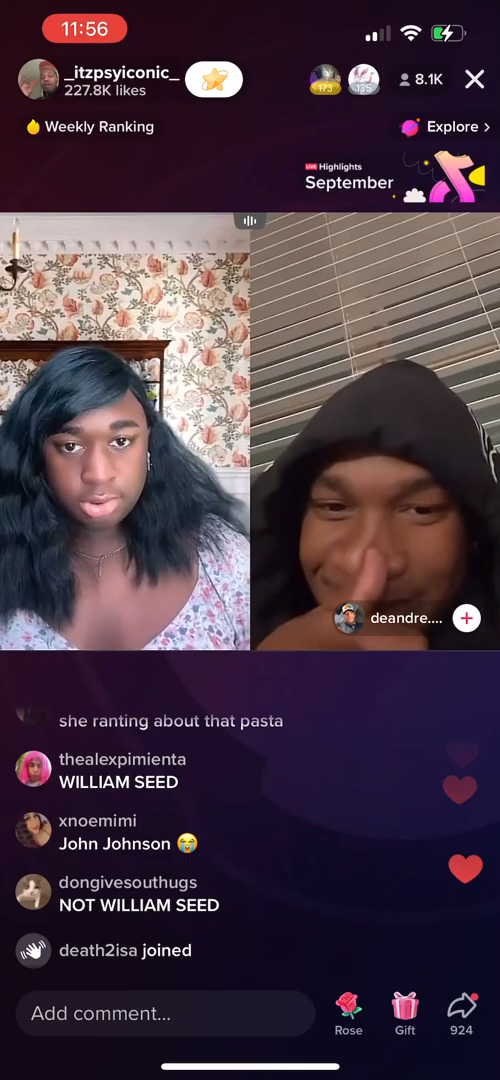 11:56
_itzpsyiconic_
227.8K likes
173
135
8.1K
Weekly Ranking
Explore >
LIVE Highlights
September
deandre....
she ranting about that pasta
thealexpimienta
WILLIAM SEED
xnoemimi
John Johnson 😭
dongivesouthugs
NOT WILLIAM SEED
death2isa joined
Add comment...
Rose
Gift
924